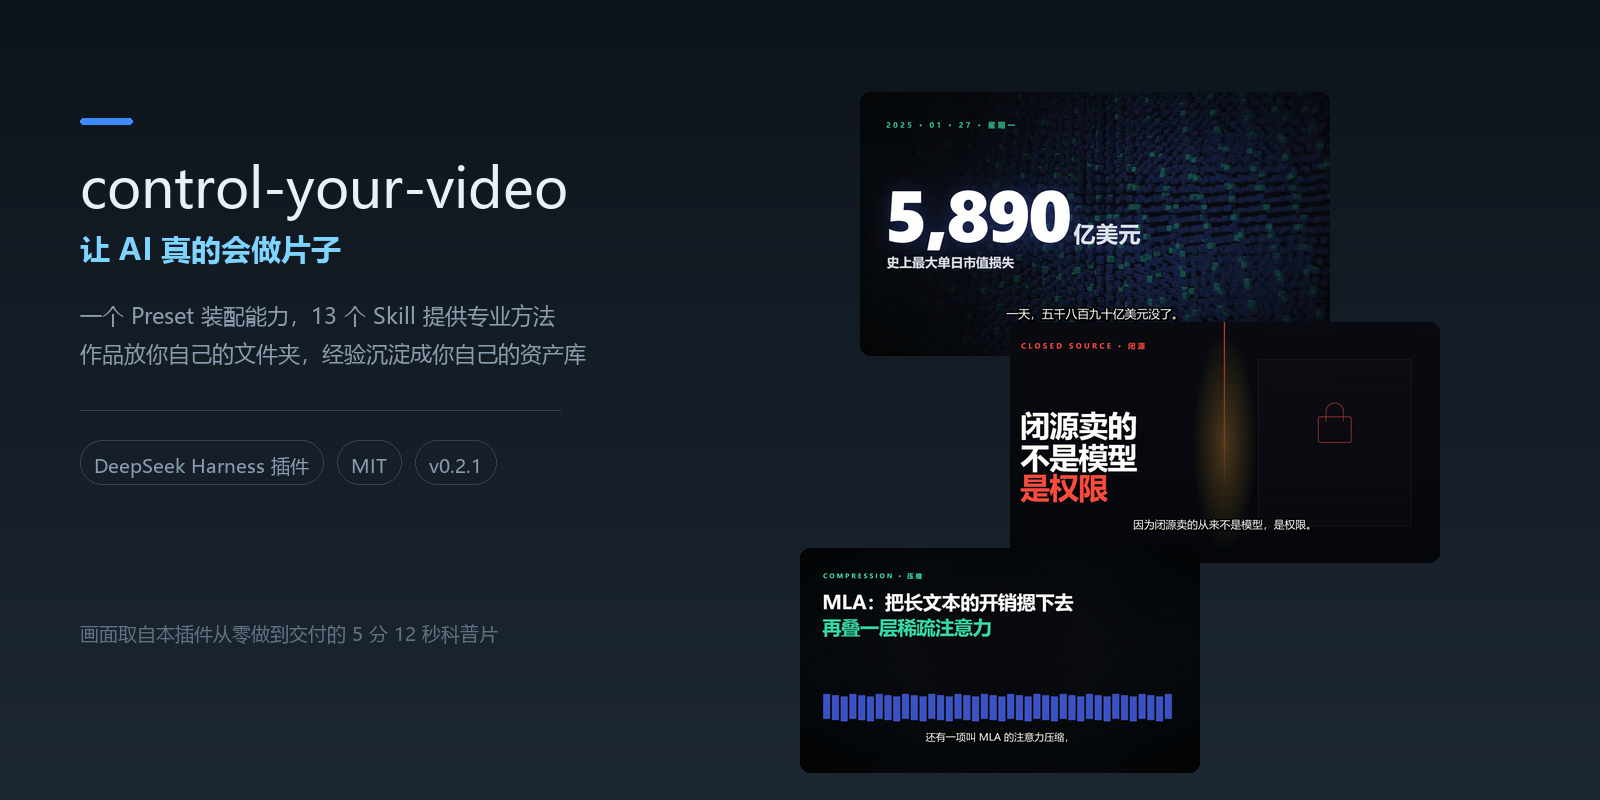 control-your-video
让 AI 真的会做片子
一个 Preset 装配能力，13 个 Skill 提供专业方法
作品放你自己的文件夹，经验沉淀成你自己的资产库
DeepSeek Harness 插件
MIT
v0.2.1
画面取自本插件从零做到交付的 5 分 12 秒科普片
2025 · 01 · 27 · 星期一
5,890亿美元
史上最大单日市值损失
一天，五千八百九十亿美元没了。
CLOSED SOURCE · 闭源
闭源卖的
不是模型
是权限
因为闭源卖的从来不是模型，是权限。
COMPRESSION · 压缩
MLA：把长文本的开销摁下去
再叠一层稀疏注意力
还有一项叫 MLA 的注意力压缩，